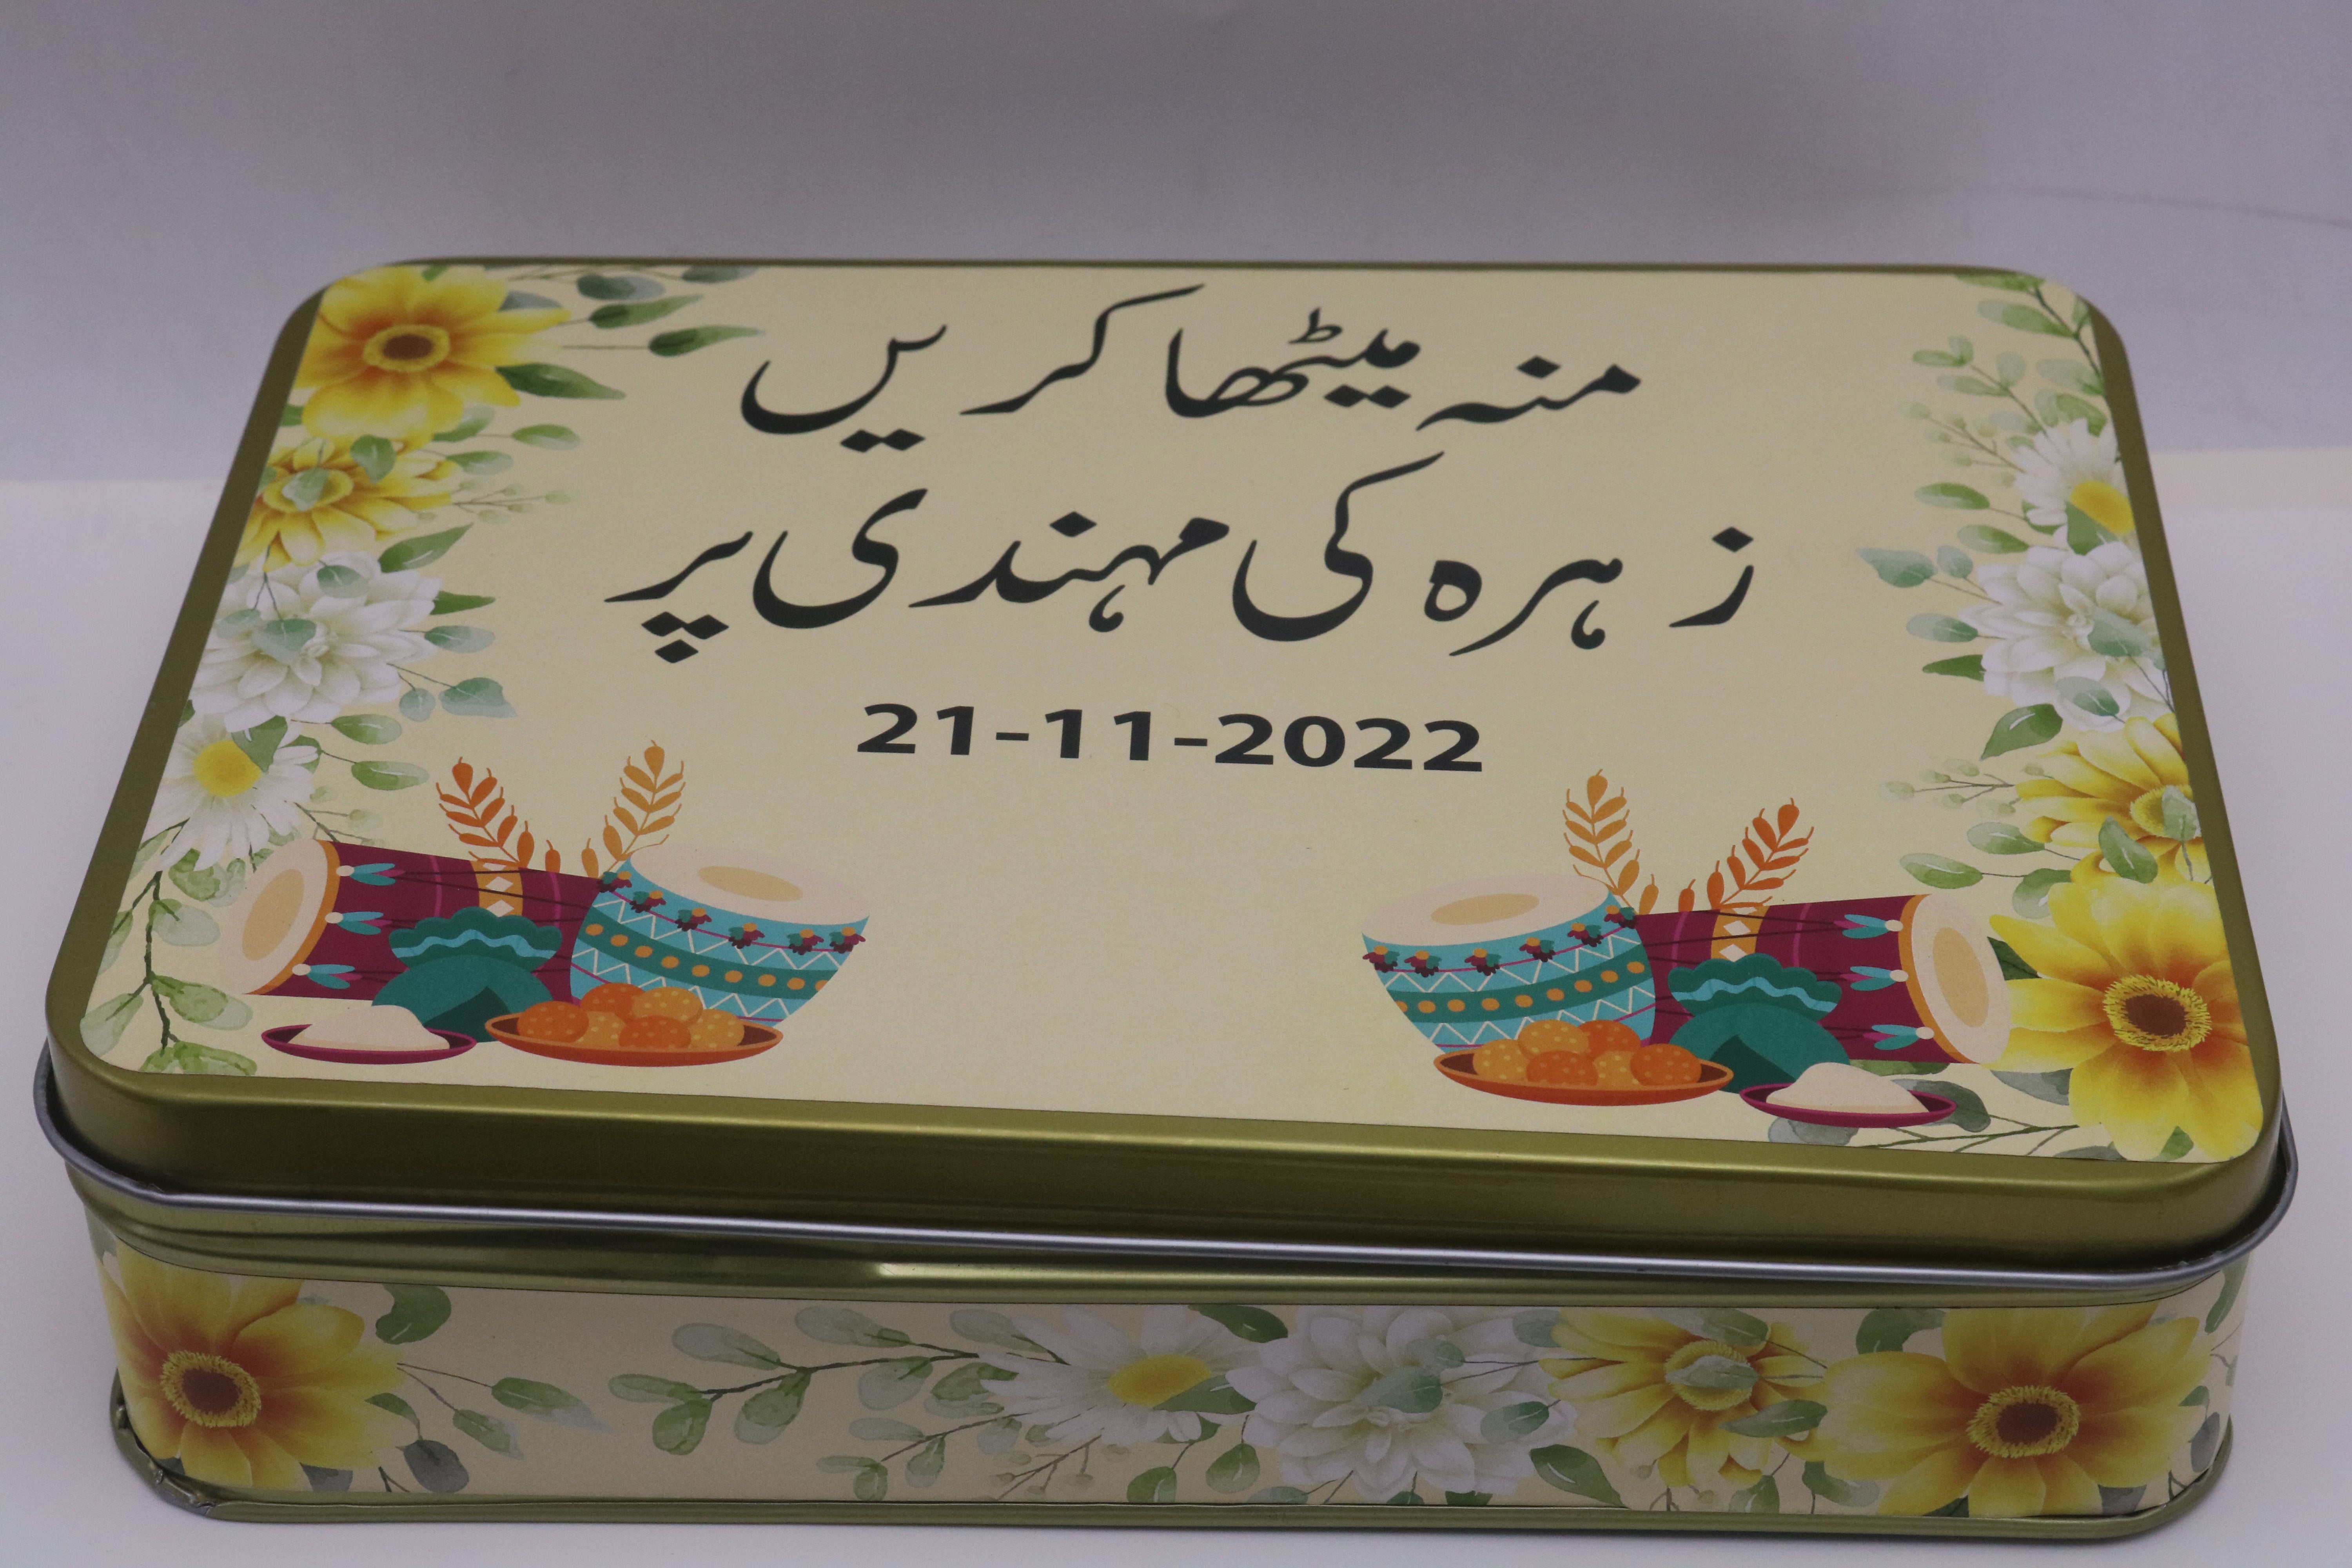 منہ میٹھا کریں
زہرہ کی مہندی پر
21-11-2022